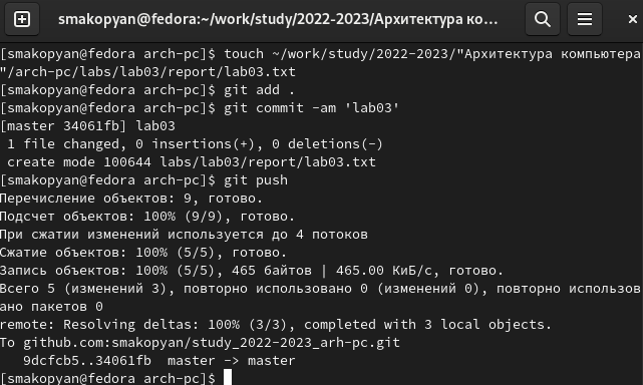 smakopyan@fedora:~/work/study/2022-2023/Архитектура ко...
[smakopyan@fedora arch-pc]$ touch ~/work/study/2022-2023/"Архитектура компьютера
"/arch-pc/labs/lab03/report/lab03.txt
[smakopyan@fedora arch-pc]$ git add .
[smakopyan@fedora arch-pc]$ git commit -am 'lab03'
[master 34061fb] lab03
 1 file changed, 0 insertions(+), 0 deletions(-)
 create mode 100644 labs/lab03/report/lab03.txt
[smakopyan@fedora arch-pc]$ git push
Перечисление объектов: 9, готово.
Подсчет объектов: 100% (9/9), готово.
При сжатии изменений используется до 4 потоков
Сжатие объектов: 100% (5/5), готово.
Запись объектов: 100% (5/5), 465 байтов | 465.00 КиБ/с, готово.
Всего 5 (изменений 3), повторно использовано 0 (изменений 0), повторно использов
ано пакетов 0
remote: Resolving deltas: 100% (3/3), completed with 3 local objects.
To github.com:smakopyan/study_2022-2023_arh-pc.git
   9dcfcb5..34061fb  master -> master
[smakopyan@fedora arch-pc]$